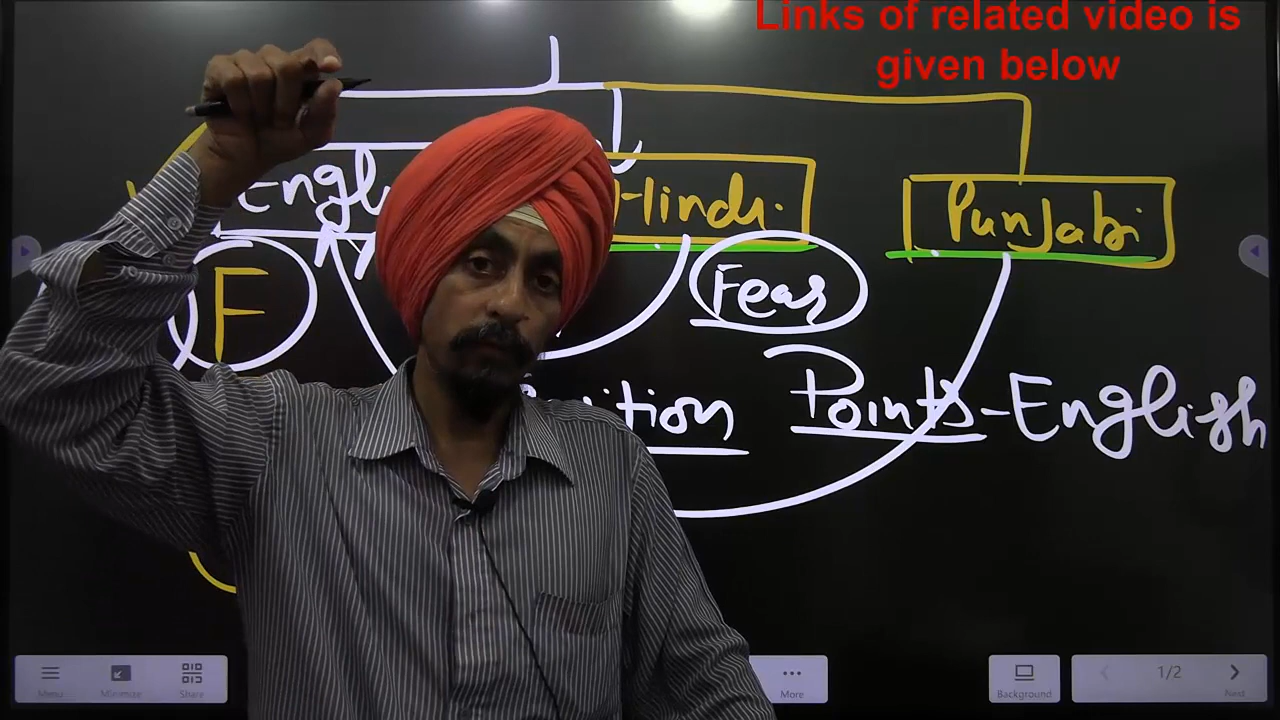 Links of related video is
given below
Hindi
Punjabi
F
Fear
Points-English
Menu
Minimize
Share
More
Background
1/2
Next